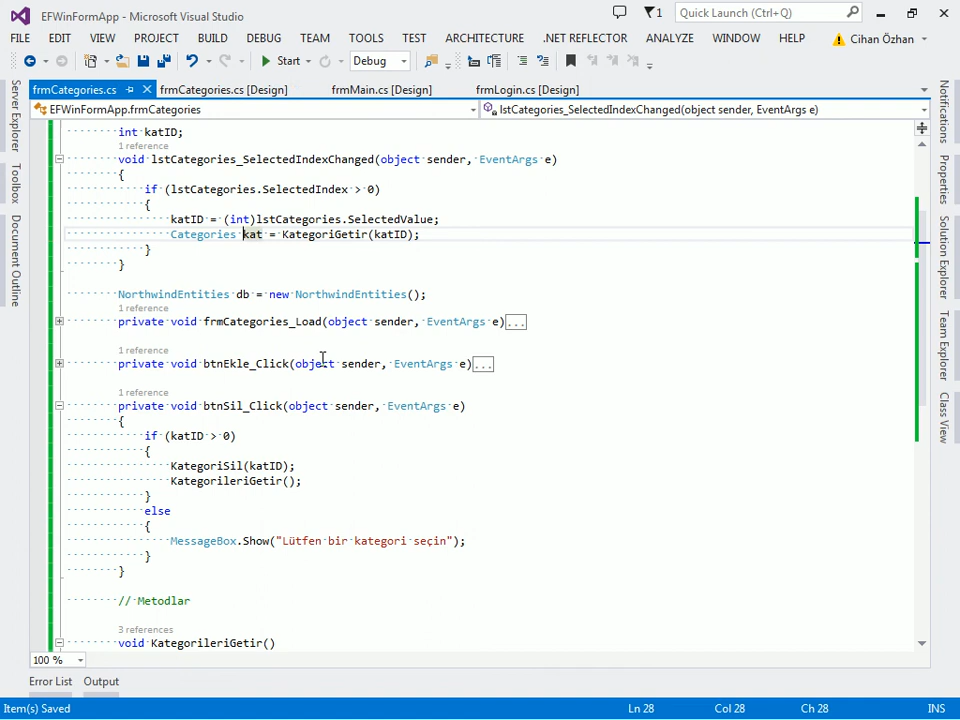 EFWinFormApp - Microsoft Visual Studio
1
Quick Launch (Ctrl+Q)
FILE EDIT VIEW PROJECT BUILD DEBUG TEAM TOOLS TEST ARCHITECTURE .NET REFLECTOR ANALYZE WINDOW HELP
Cihan Özhan
Start Debug
frmCategories.cs frmCategories.cs [Design] frmMain.cs [Design] frmLogin.cs [Design]
EFWinFormApp.frmCategories
lstCategories_SelectedIndexChanged(object sender, EventArgs e)
Server Explorer
Toolbox
Document Outline
int katID;
1 reference
void lstCategories_SelectedIndexChanged(object sender, EventArgs e)
{
if (lstCategories.SelectedIndex > 0)
{
katID = (int)lstCategories.SelectedValue;
Categories kat = KategoriGetir(katID);
}
}
NorthwindEntities db = new NorthwindEntities();
1 reference
private void frmCategories_Load(object sender, EventArgs e)...
1 reference
private void btnEkle_Click(object sender, EventArgs e)...
1 reference
private void btnSil_Click(object sender, EventArgs e)
{
if (katID > 0)
{
KategoriSil(katID);
KategorileriGetir();
}
else
{
MessageBox.Show("Lütfen bir kategori seçin");
}
}
// Metodlar
3 references
void KategorileriGetir()
Notifications
Properties
Solution Explorer
Team Explorer
Class View
100 %
Error List Output
Item(s) Saved
Ln 28 Col 28 Ch 28 INS